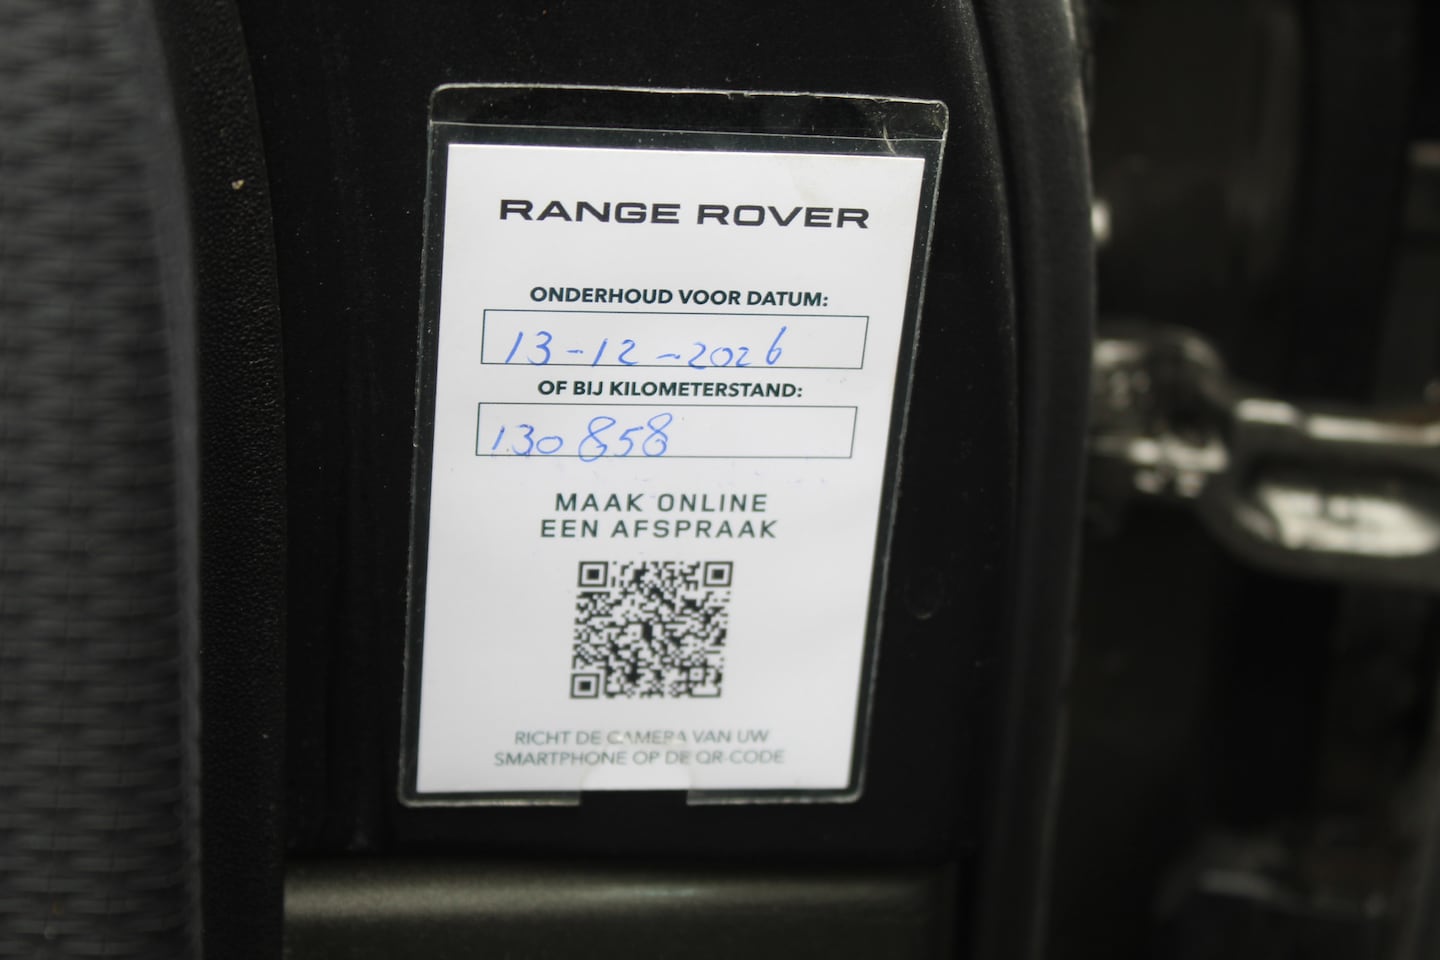 RANGE ROVER
ONDERHOUD VOOR DATUM:
13-12-2026
OF BIJ KILOMETERSTAND:
130858
MAAK ONLINE
EEN AFSPRAAK
RICHT DE CAMERA VAN UW
SMARTPHONE OP DE QR-CODE